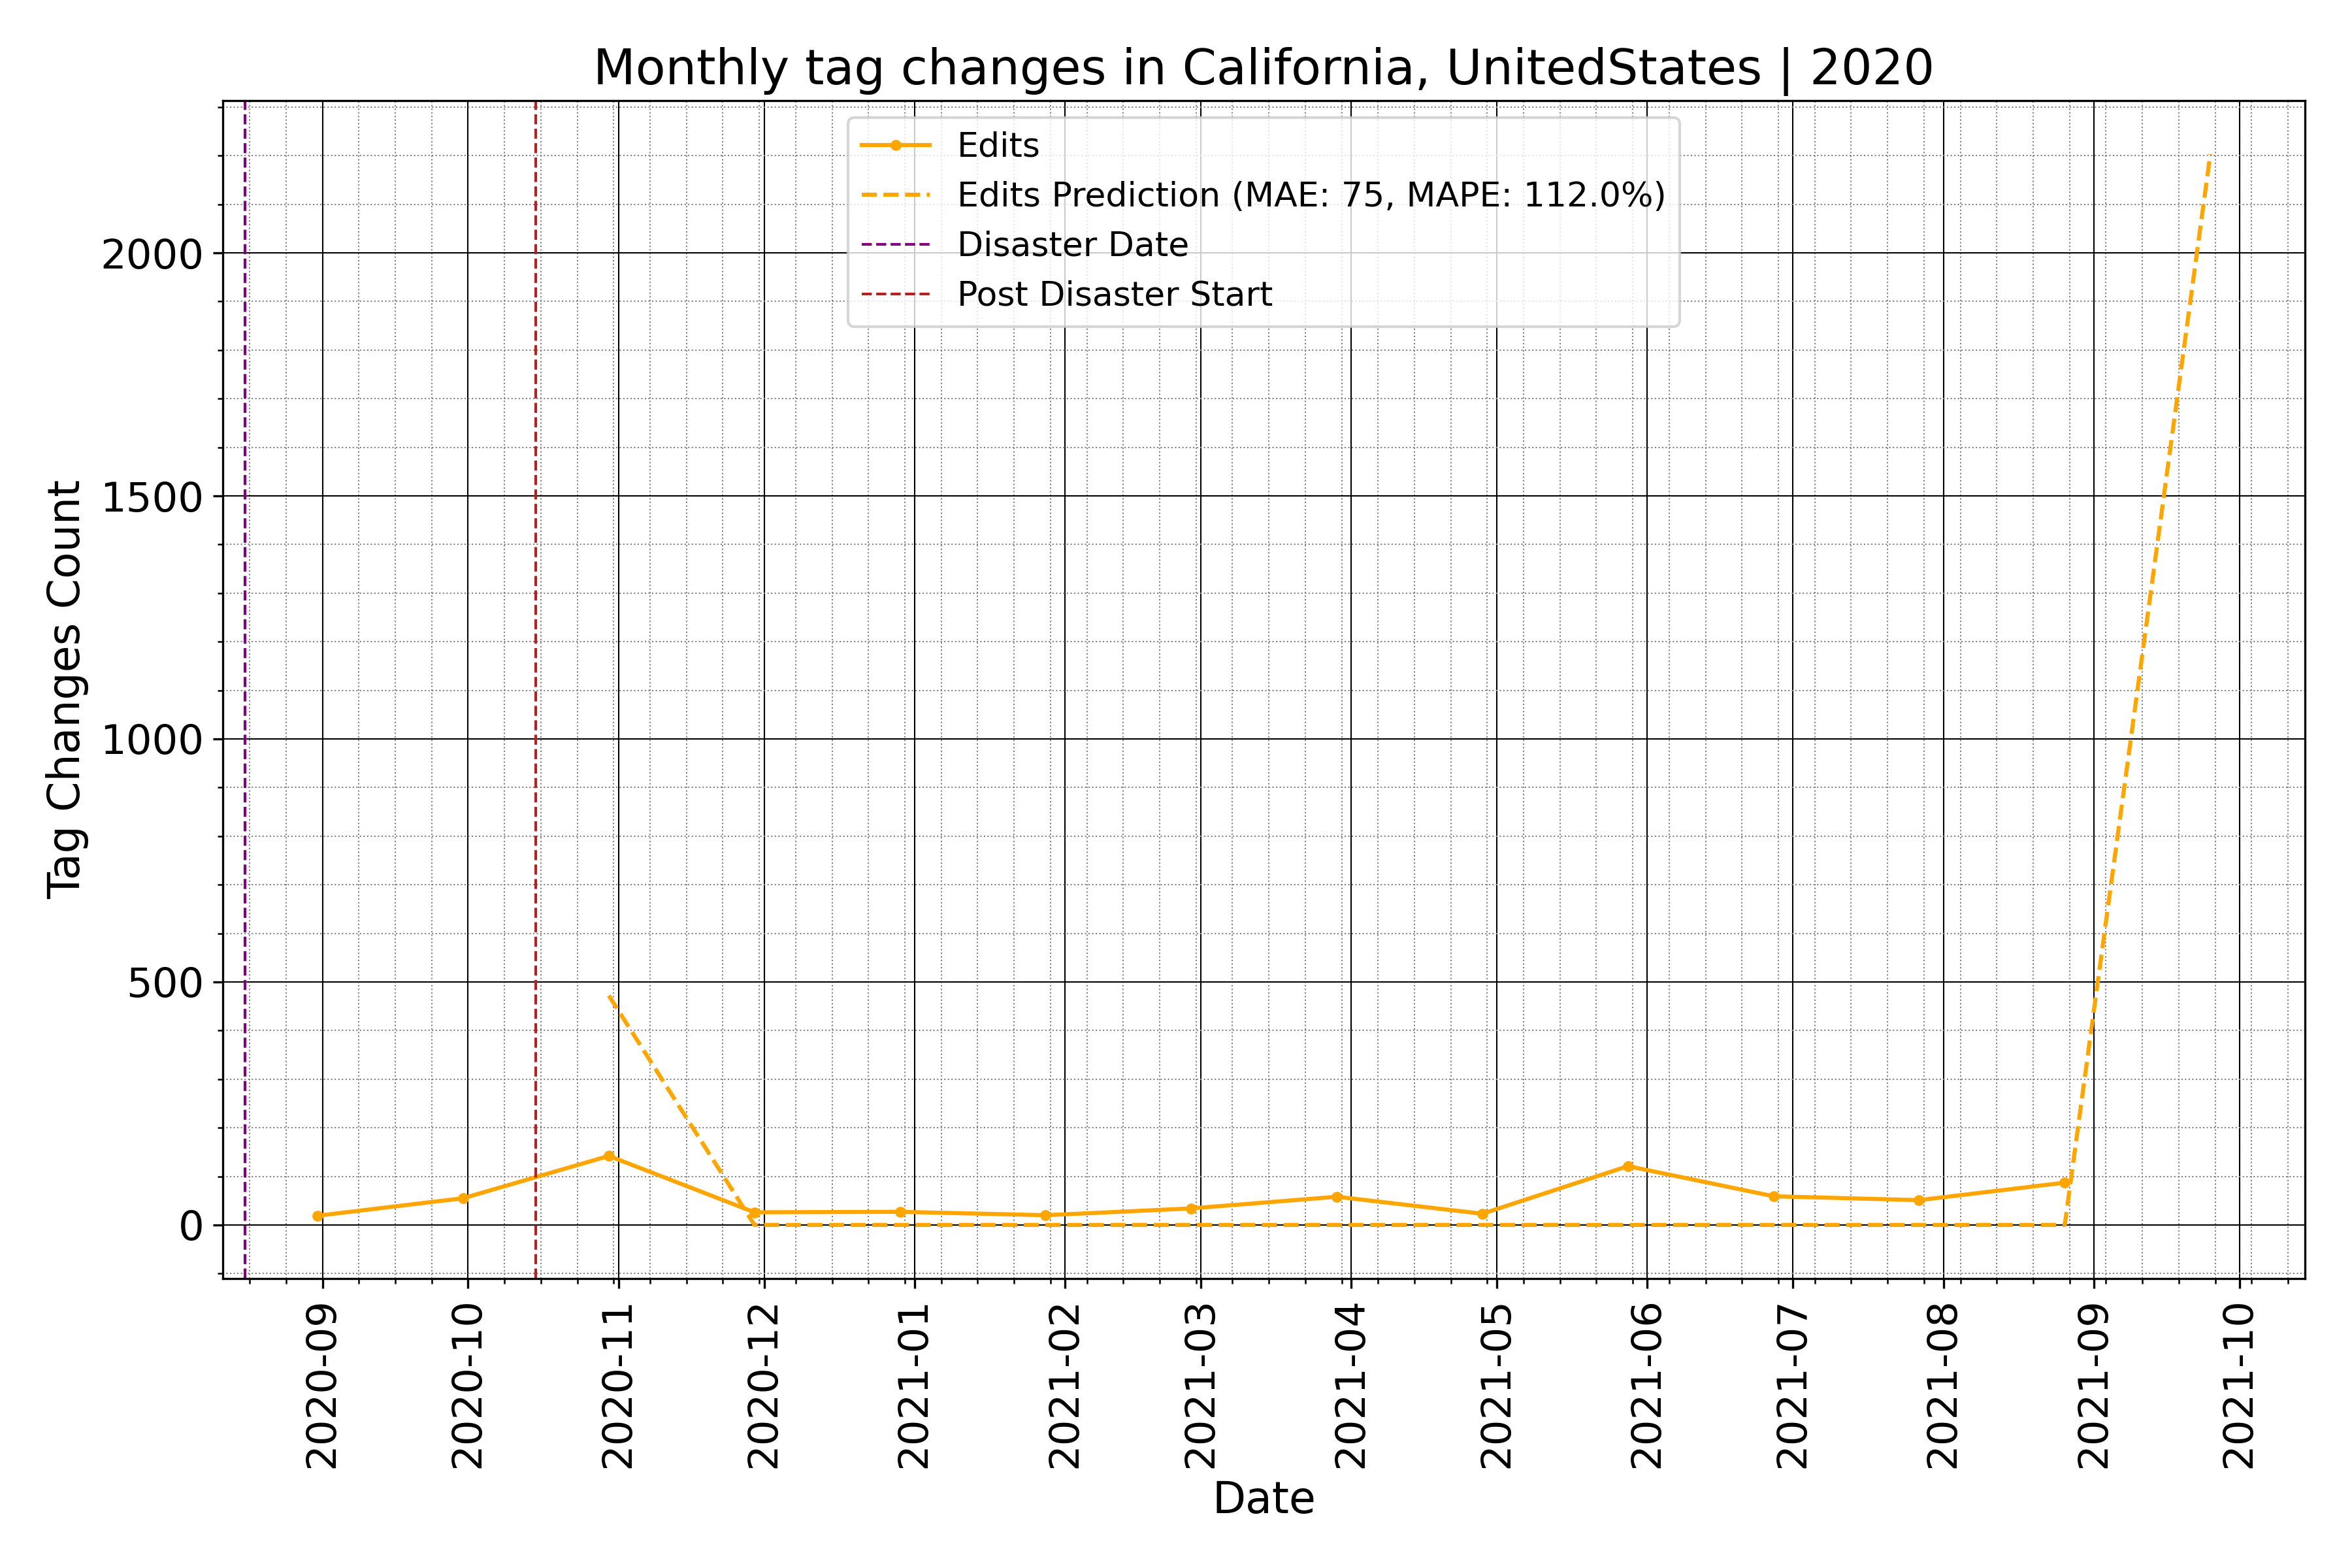 Monthly tag changes in California, UnitedStates | 2020
Edits
Edits Prediction (MAE: 75, MAPE: 112.0%)
Disaster Date
Post Disaster Start
Tag Changes Count
2000
1500
1000
500
0
2020-09
2020-10
2020-11
2020-12
2021-01
2021-02
2021-03
2021-04
2021-05
2021-06
2021-07
2021-08
2021-09
2021-10
Date